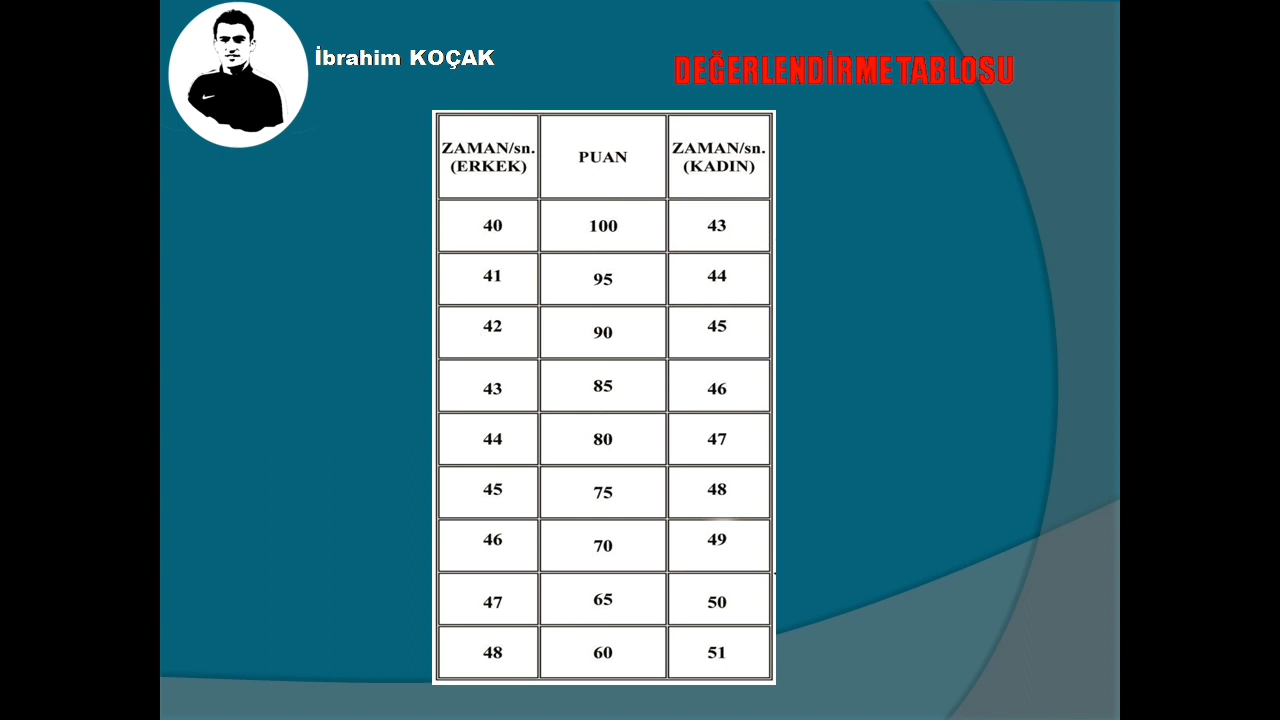 İbrahim KOÇAK
DEĞERLENDİRME TABLOSU
ZAMAN/sn. (ERKEK) PUAN ZAMAN/sn. (KADIN)
40 100 43
41 95 44
42 90 45
43 85 46
44 80 47
45 75 48
46 70 49
47 65 50
48 60 51